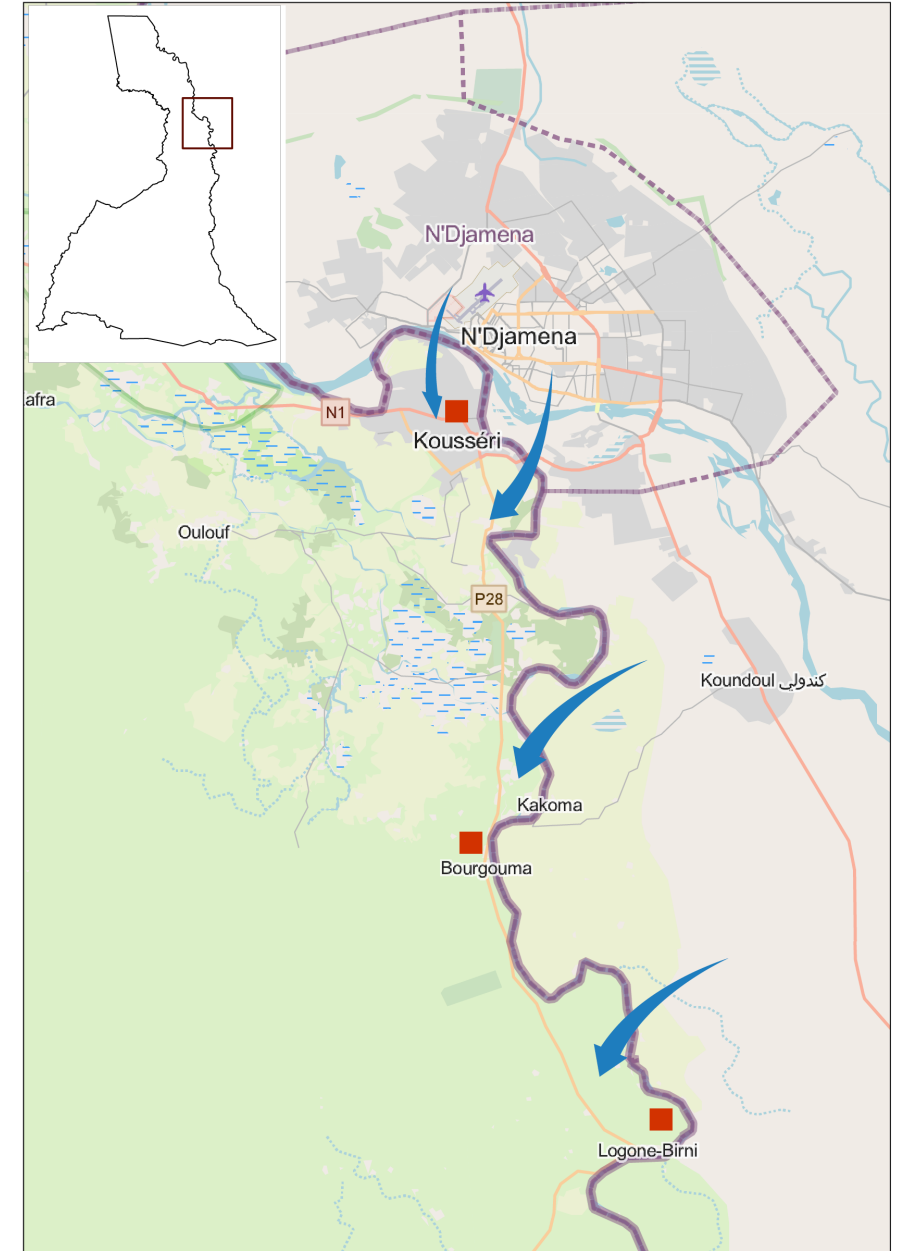 N'Djamena
N'Djamena
afra
N1
Kousséri
Oulouf
P28
Koundoul كندولي
Kakoma
Bourgouma
Logone-Birni